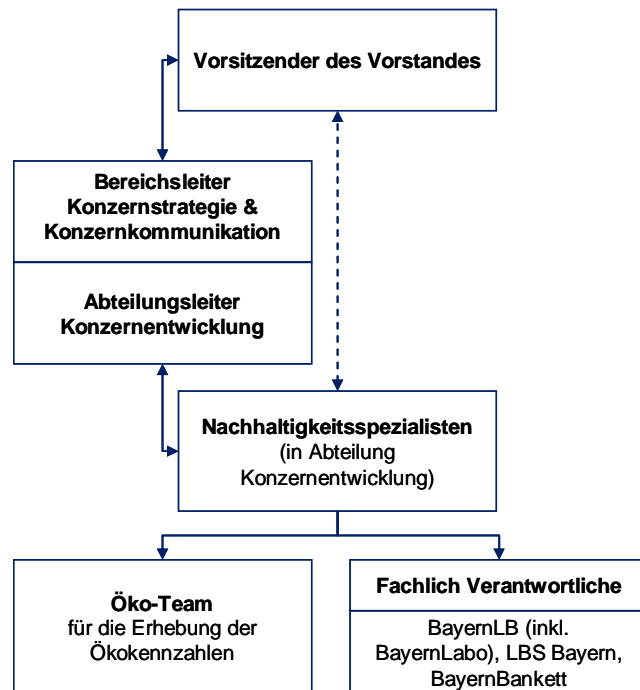 Vorsitzender des Vorstandes
Bereichsleiter
Konzernstrategie &
Konzernkommunikation
Abteilungsleiter
Konzernentwicklung
Nachhaltigkeitsspezialisten
(in Abteilung
Konzernentwicklung)
Öko-Team
für die Erhebung der
Ökokennzahlen
Fachlich Verantwortliche
BayernLB (inkl.
BayernLabo), LBS Bayern,
BayernBankett